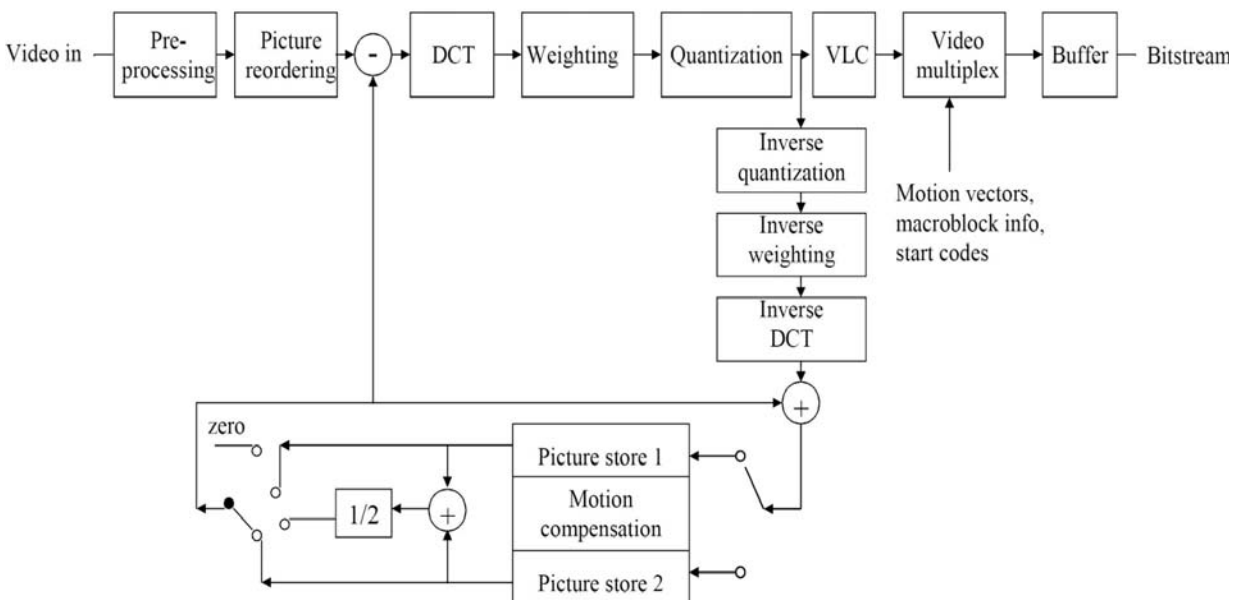 Video in
Pre-
processing
Picture
reordering
-
DCT
Weighting
Quantization
VLC
Video
multiplex
Buffer
Bitstream
Inverse
quantization
Motion vectors,
macroblock info,
start codes
Inverse
weighting
Inverse
DCT
+
zero
Picture store 1
1/2
+
Motion
compensation
Picture store 2